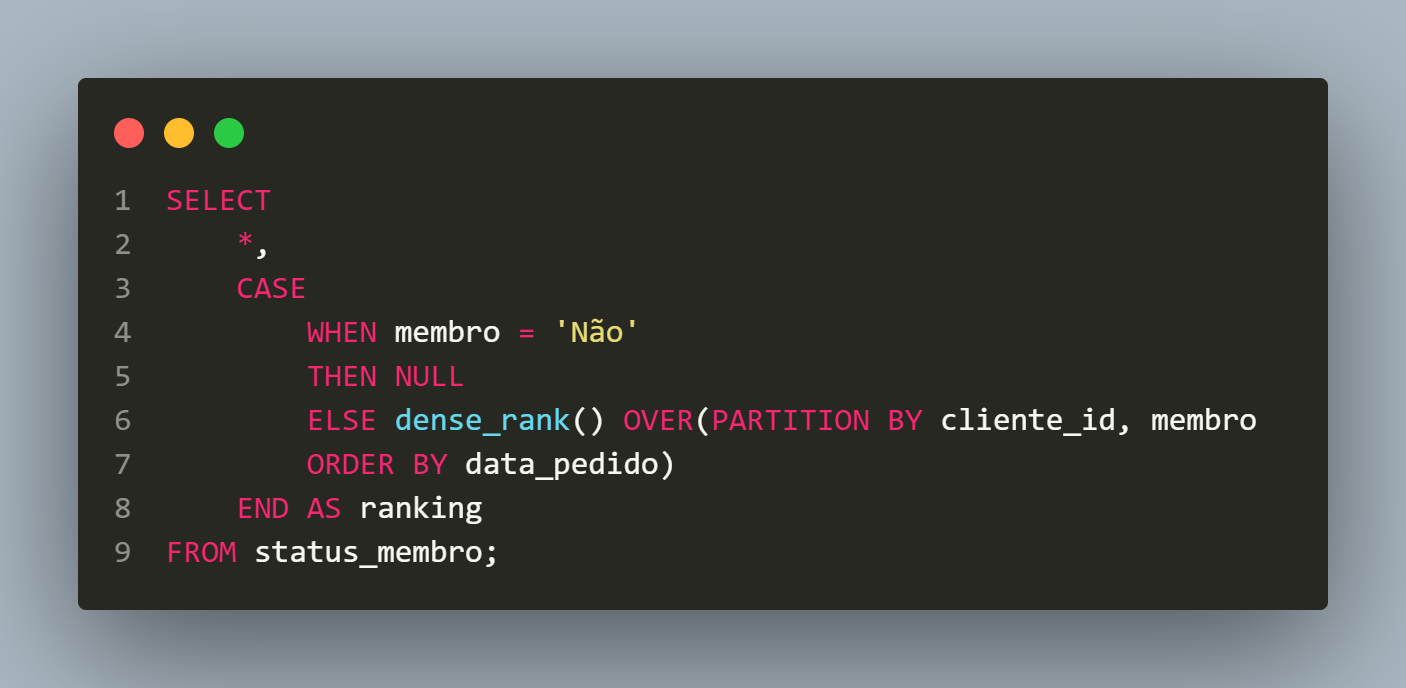 1 SELECT
2     *,
3     CASE
4         WHEN membro = 'Não'
5         THEN NULL
6         ELSE dense_rank() OVER(PARTITION BY cliente_id, membro
7         ORDER BY data_pedido)
8     END AS ranking
9 FROM status_membro;